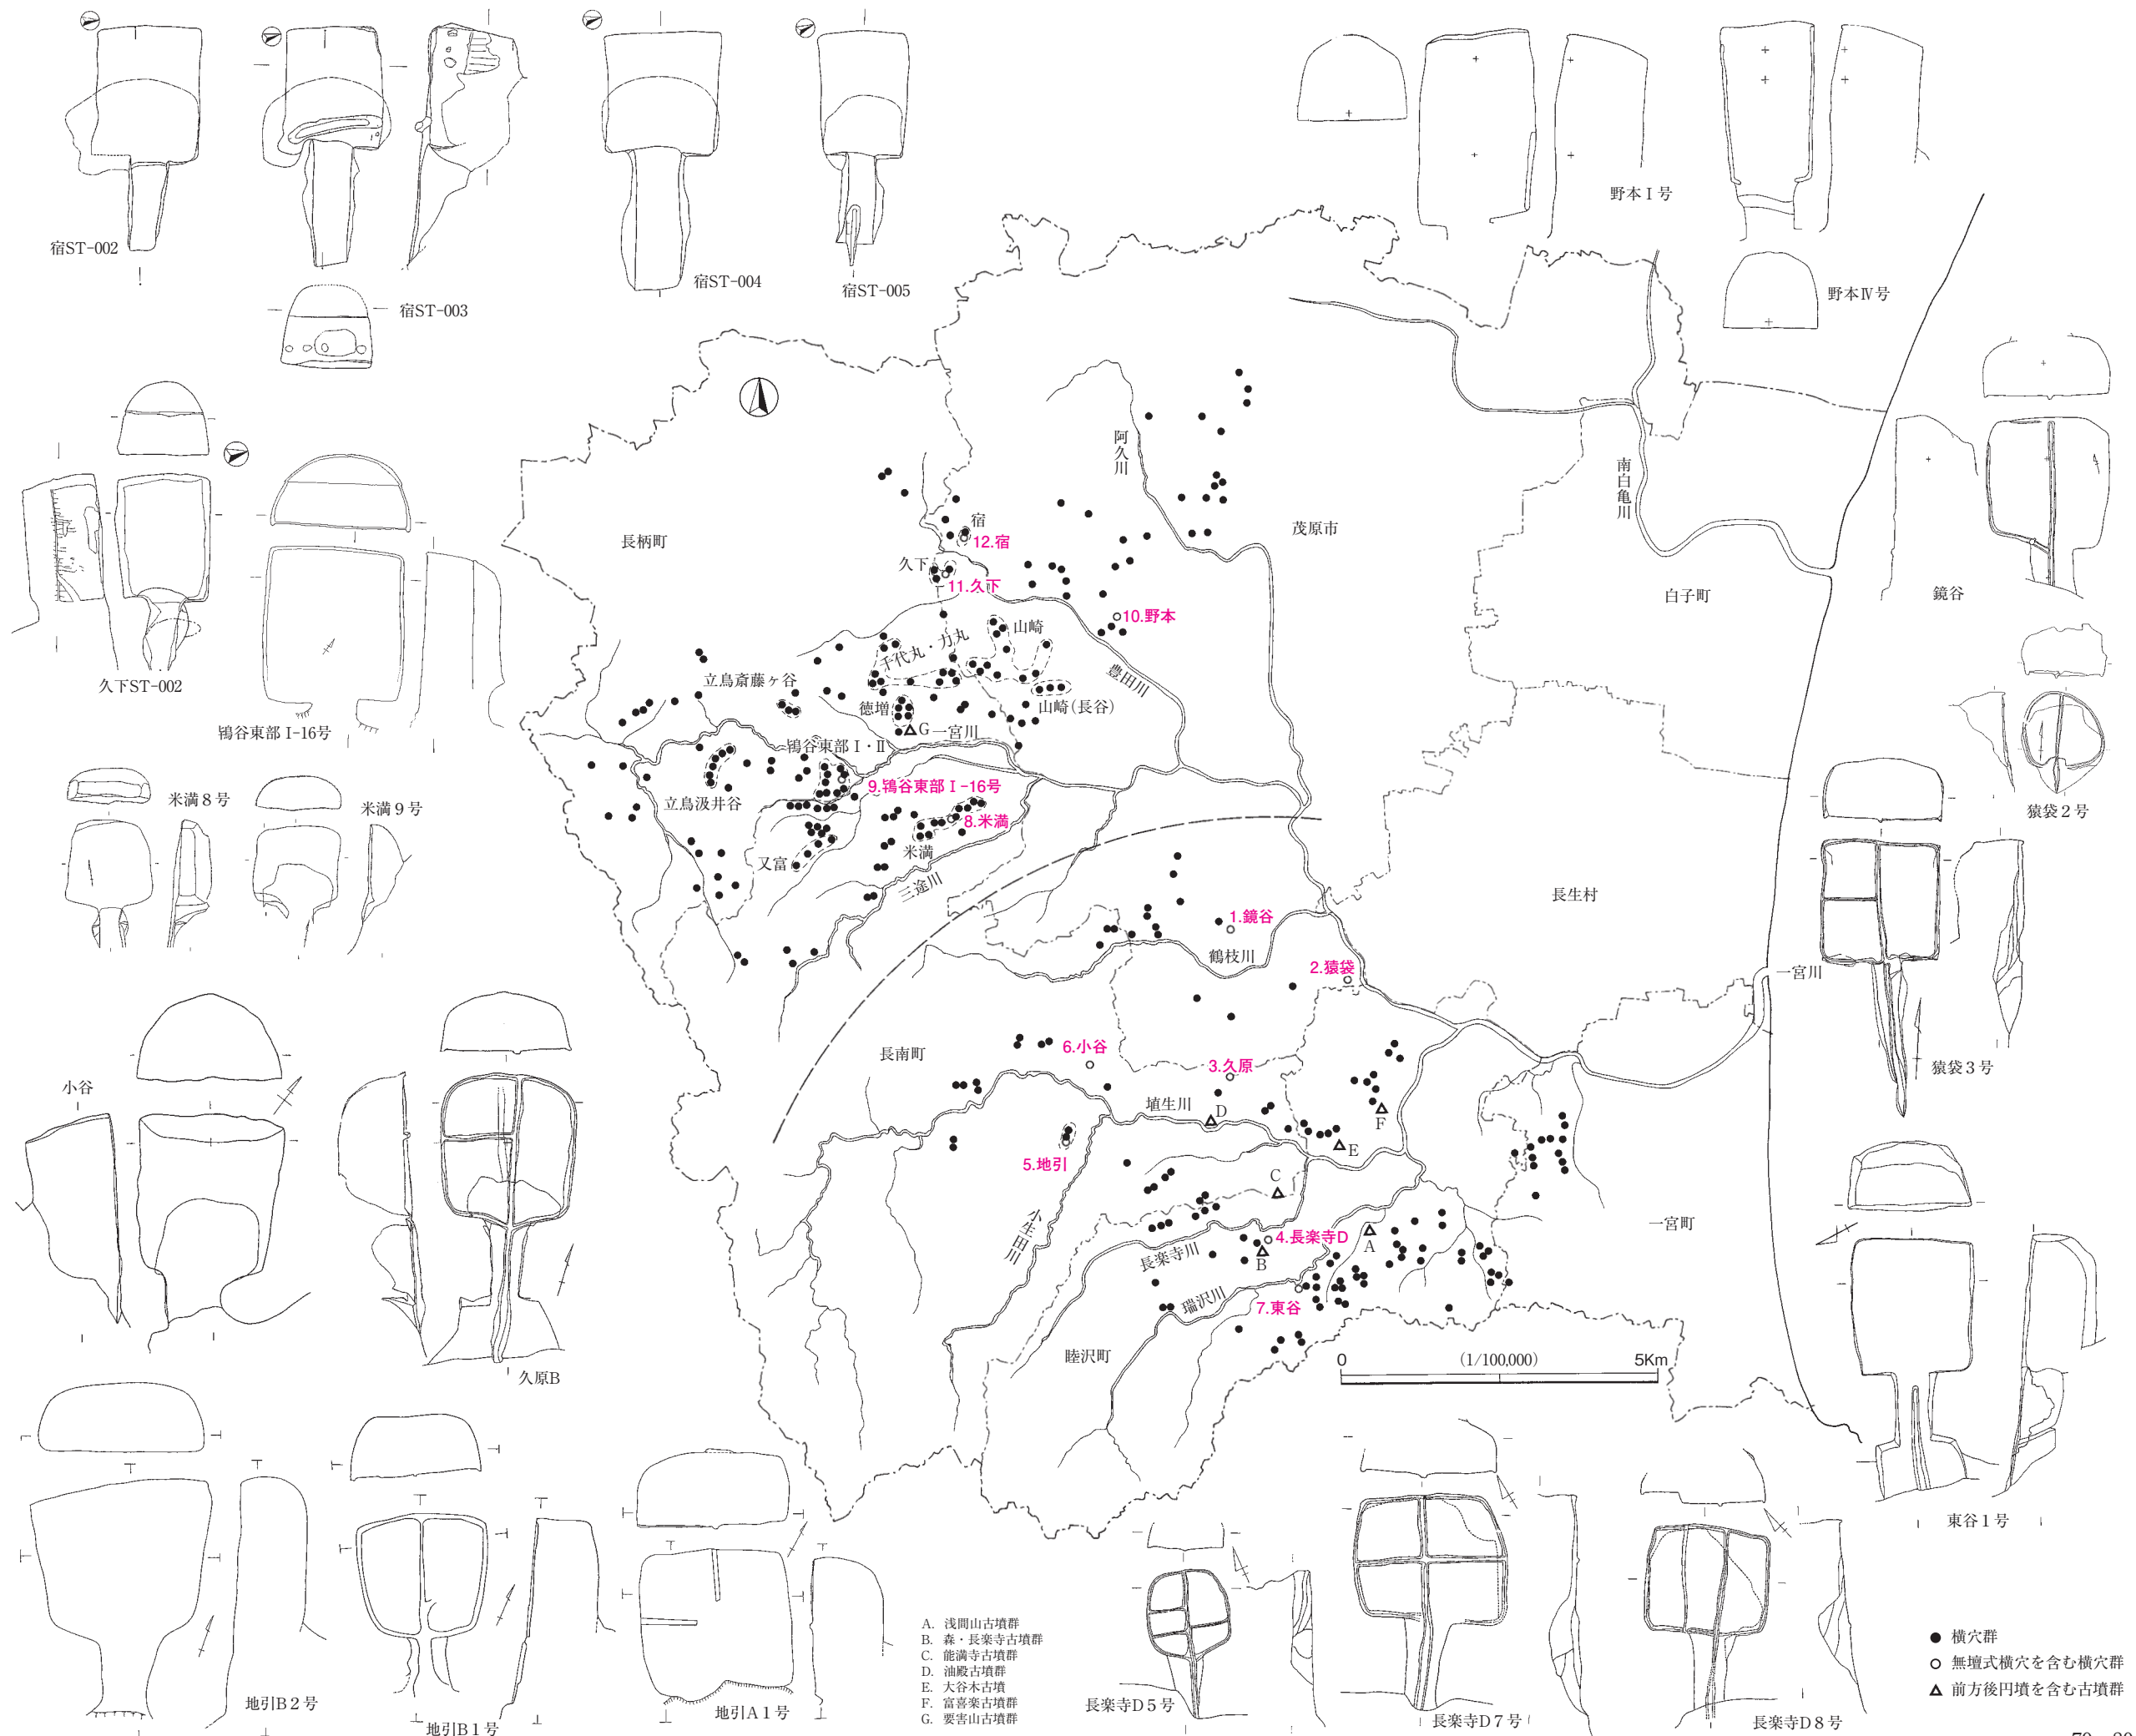 宿ST-002
宿ST-003
宿ST-004
宿ST-005
野本Ⅰ号
野本Ⅳ号
久下ST-002
鴇谷東部Ⅰ-16号
米満８号
米満９号
鏡谷
猿袋２号
猿袋３号
小谷
久原B
東谷１号
地引B２号
地引B１号
地引A１号
長楽寺D５号
長楽寺D７号
長楽寺D８号
長柄町
茂原市
白子町
長生村
長南町
睦沢町
一宮町
阿久川
南白亀川
豊田川
一宮川
三途川
鶴枝川
一宮川
埴生川
小生田川
長楽寺川
瑞沢川
宿
12.宿
久下
11.久下
10.野本
山崎
千代丸・力丸
立鳥斎藤ヶ谷
徳増
山崎(長谷)
G
鴇谷東部Ⅰ・Ⅱ
9.鴇谷東部Ⅰ-16号
立鳥汲井谷
8.米満
米満
又富
1.鏡谷
2.猿袋
6.小谷
3.久原
D
F
E
5.地引
C
4.長楽寺D
A
B
7.東谷
0
(1/100,000)
5Km
A. 浅間山古墳群
B. 森・長楽寺古墳群
C. 能満寺古墳群
D. 油殿古墳群
E. 大谷木古墳
F. 富喜楽古墳群
G. 要害山古墳群
● 横穴群
○ 無壇式横穴を含む横穴群
△ 前方後円墳を含む古墳群